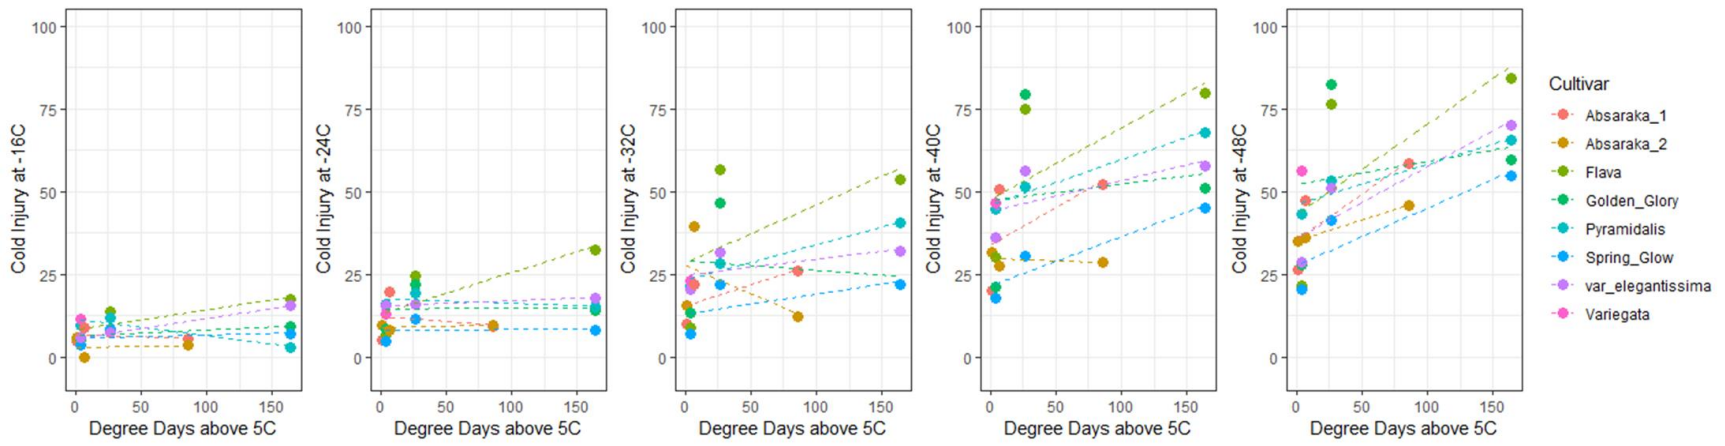 Cold Injury at -16C
100
75
50
25
0
0 50 100 150
Degree Days above 5C
Cold Injury at -24C
100
75
50
25
0
0 50 100 150
Degree Days above 5C
Cold Injury at -32C
100
75
50
25
0
0 50 100 150
Degree Days above 5C
Cold Injury at -40C
100
75
50
25
0
0 50 100 150
Degree Days above 5C
Cold Injury at -48C
100
75
50
25
0
0 50 100 150
Degree Days above 5C
Cultivar
Absaraka_1
Absaraka_2
Flava
Golden_Glory
Pyramidalis
Spring_Glow
var_elegantissima
Variegata